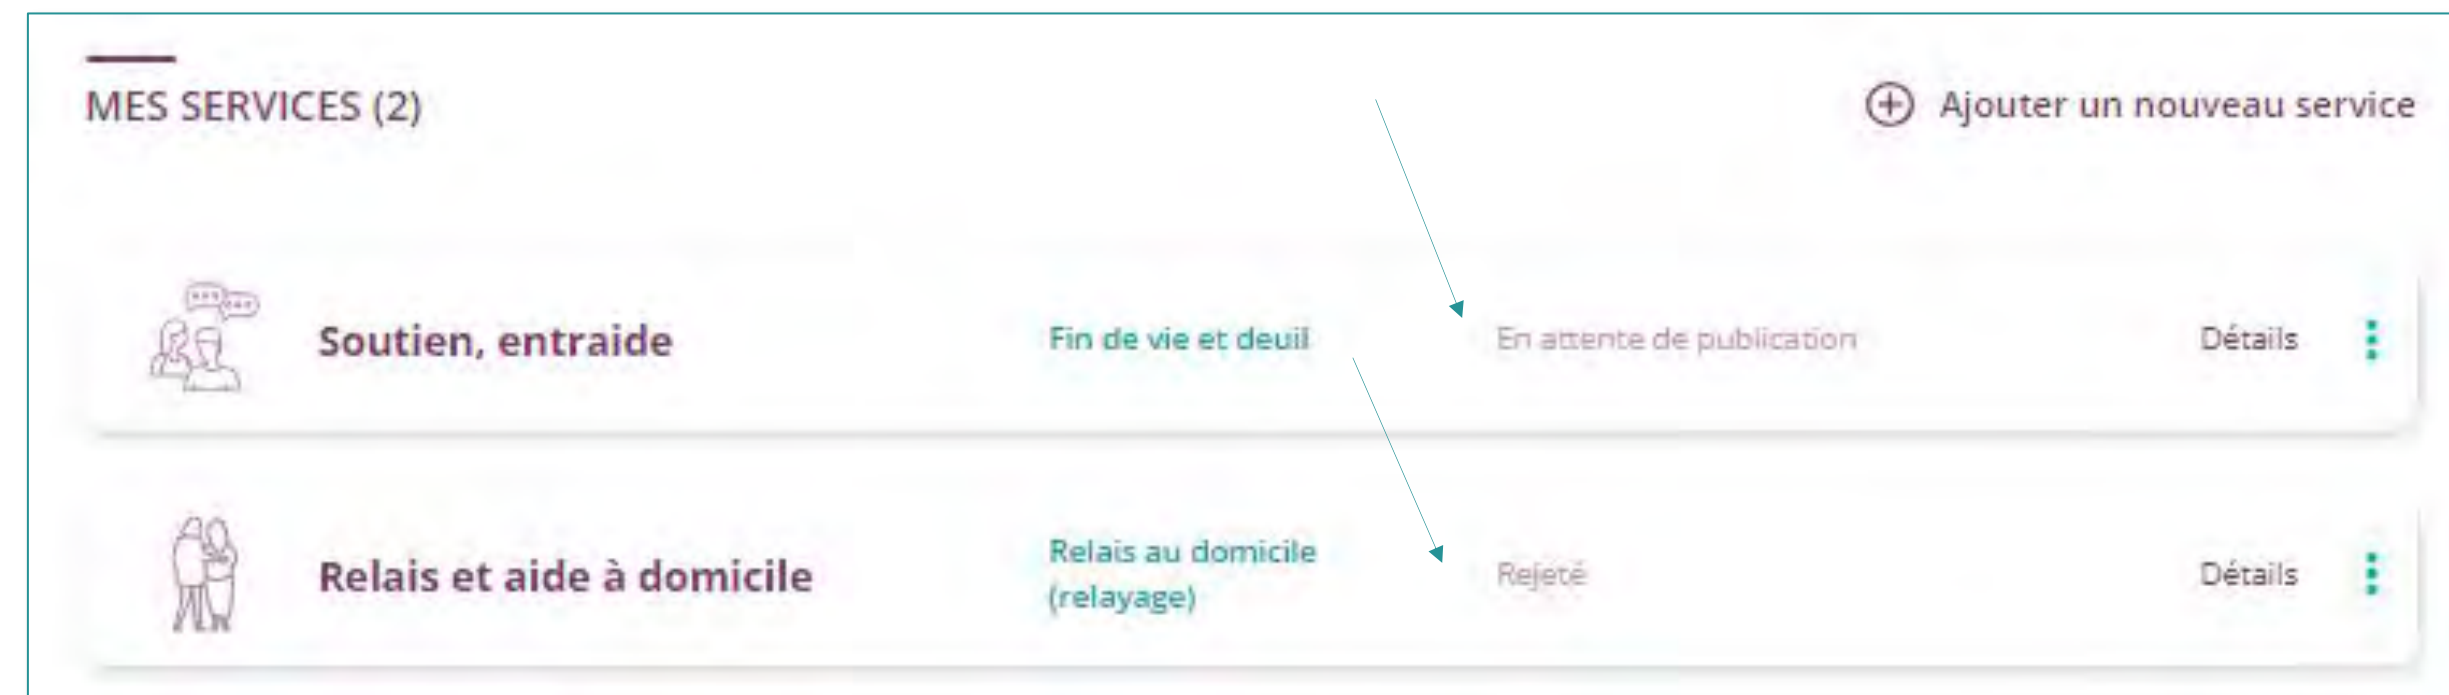 MES SERVICES (2)
Ajouter un nouveau service
Soutien, entraide
Fin de vie et deuil
En attente de publication
Détails
Relais et aide à domicile
Relais au domicile
(relayage)
Rejeté
Détails